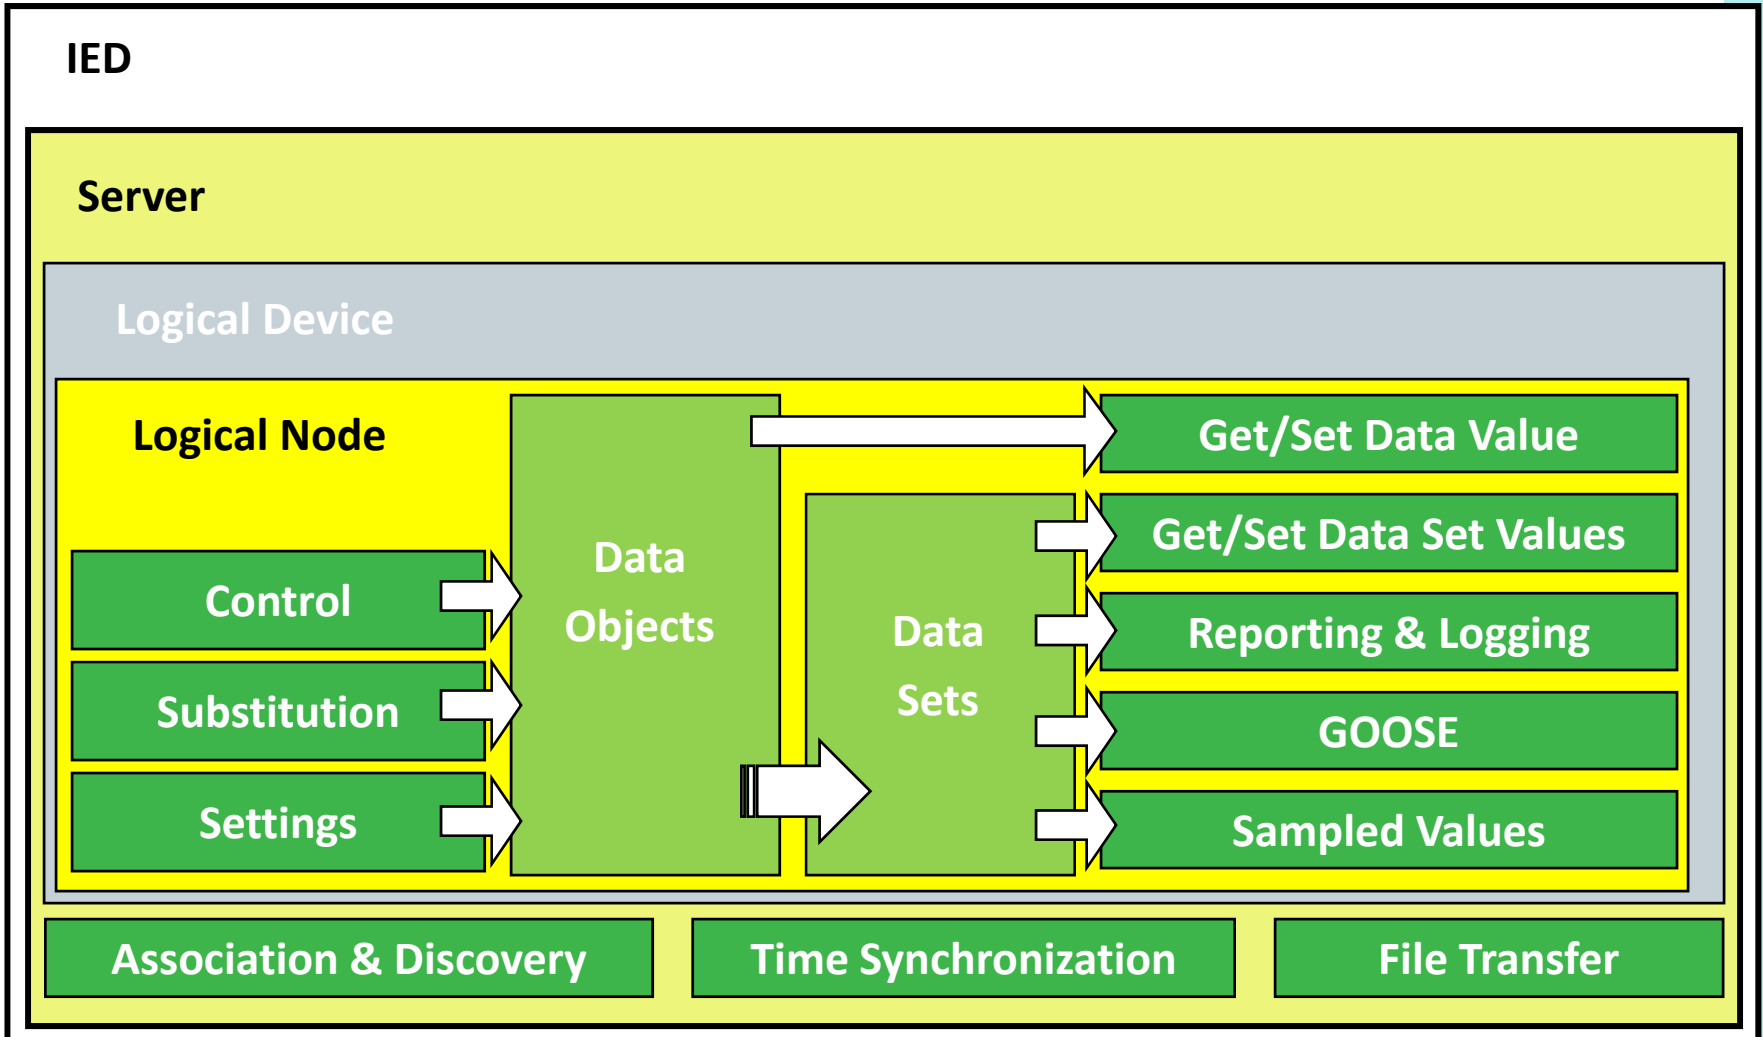 IED
Server
Logical Device
Logical Node
Control
Substitution
Settings
Data
Objects
Data
Sets
Get/Set Data Value
Get/Set Data Set Values
Reporting & Logging
GOOSE
Sampled Values
Association & Discovery
Time Synchronization
File Transfer